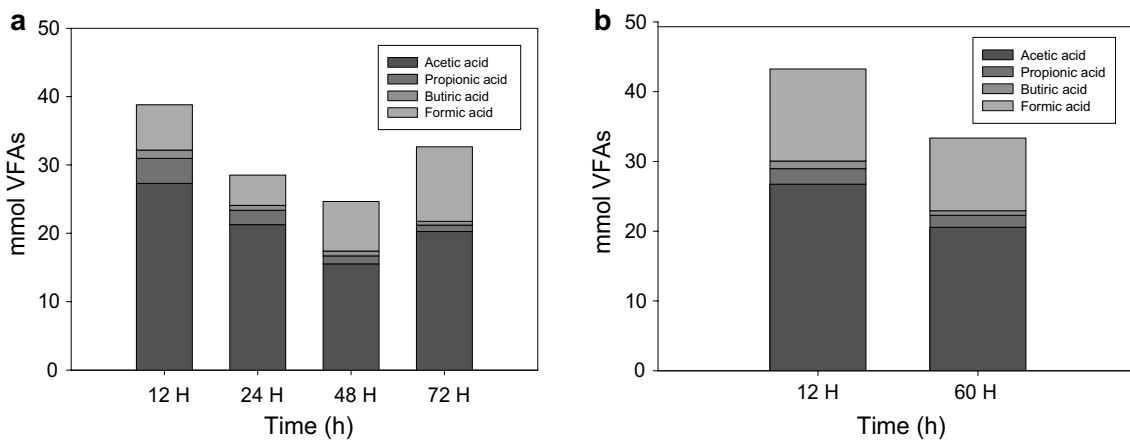 a
50
40
30
20
10
0
mmol VFAs
Acetic acid
Propionic acid
Butiric acid
Formic acid
12 H 24 H 48 H 72 H
Time (h)
b
50
40
30
20
10
0
mmol VFAs
Acetic acid
Propionic acid
Butiric acid
Formic acid
12 H 60 H
Time (h)